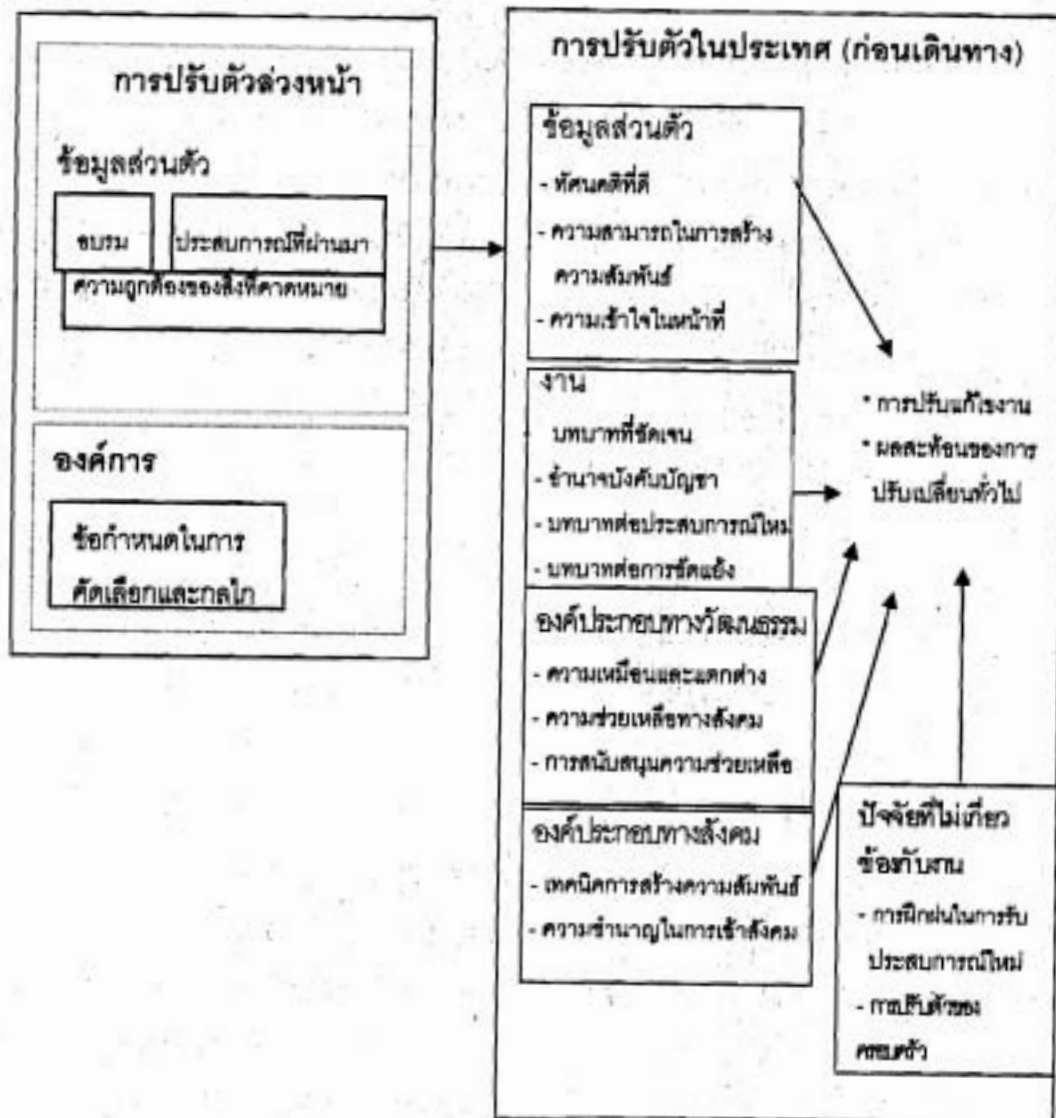 การปรับตัวล่วงหน้า
ข้อมูลส่วนตัว
อบรม
ประสบการณ์ที่ผ่านมา
ความถูกต้องของสิ่งที่คาดหมาย
องค์การ
ข้อกำหนดในการ
คัดเลือกและกลไก
การปรับตัวในประเทศ (ก่อนเดินทาง)
ข้อมูลส่วนตัว
- ทัศนคติที่ดี
- ความสามารถในการสร้าง
ความสัมพันธ์
- ความเข้าใจในหน้าที่
งาน
บทบาทที่ชัดเจน
- อำนาจบังคับบัญชา
- บทบาทต่อประสบการณ์ใหม่
- บทบาทต่อการขัดแย้ง
องค์ประกอบทางวัฒนธรรม
- ความเหมือนและแตกต่าง
- ความช่วยเหลือทางสังคม
- การสนับสนุนความช่วยเหลือ
องค์ประกอบทางสังคม
- เทคนิคการสร้างความสัมพันธ์
- ความชำนาญในการเข้าสังคม
* การปรับแก้ไขงาน
* ผลสะท้อนของการ
ปรับเปลี่ยนทั่วไป
ปัจจัยที่ไม่เกี่ยว
ข้องกับงาน
- การฝึกฝนในการรับ
ประสบการณ์ใหม่
- การปรับตัวของ
ครอบครัว